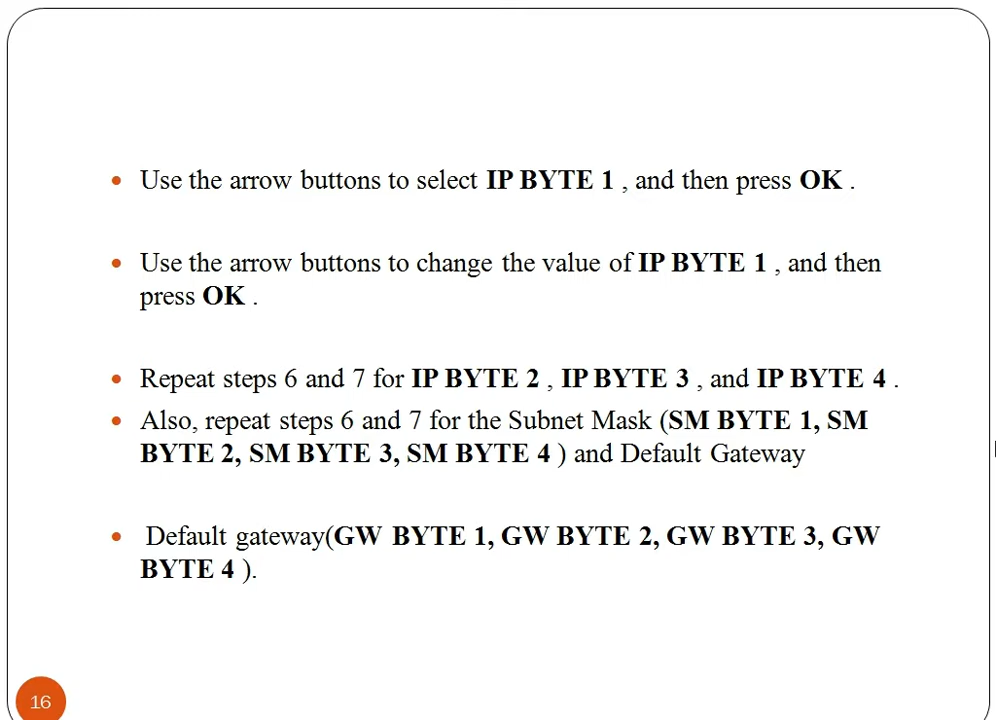 Use the arrow buttons to select IP BYTE 1 , and then press OK .
Use the arrow buttons to change the value of IP BYTE 1 , and then
press OK .
Repeat steps 6 and 7 for IP BYTE 2 , IP BYTE 3 , and IP BYTE 4 .
Also, repeat steps 6 and 7 for the Subnet Mask (SM BYTE 1, SM
BYTE 2, SM BYTE 3, SM BYTE 4 ) and Default Gateway
Default gateway(GW BYTE 1, GW BYTE 2, GW BYTE 3, GW
BYTE 4 ).
16